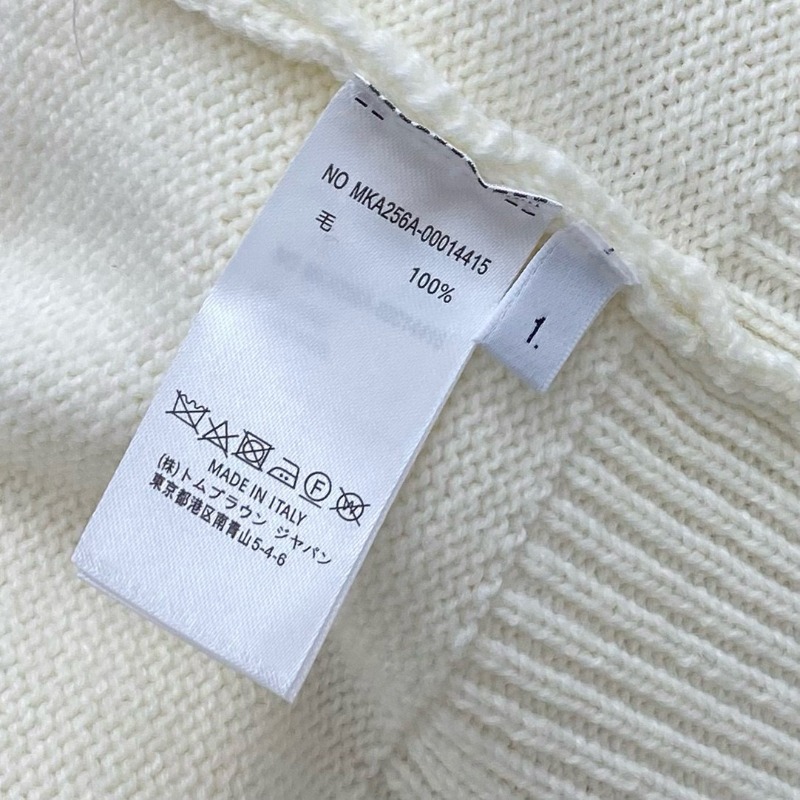 NO MKA256A-00014415
毛
100%
1.
F W
MADE IN ITALY
(株)トムブラウン ジャパン
東京都港区南青山5-4-6